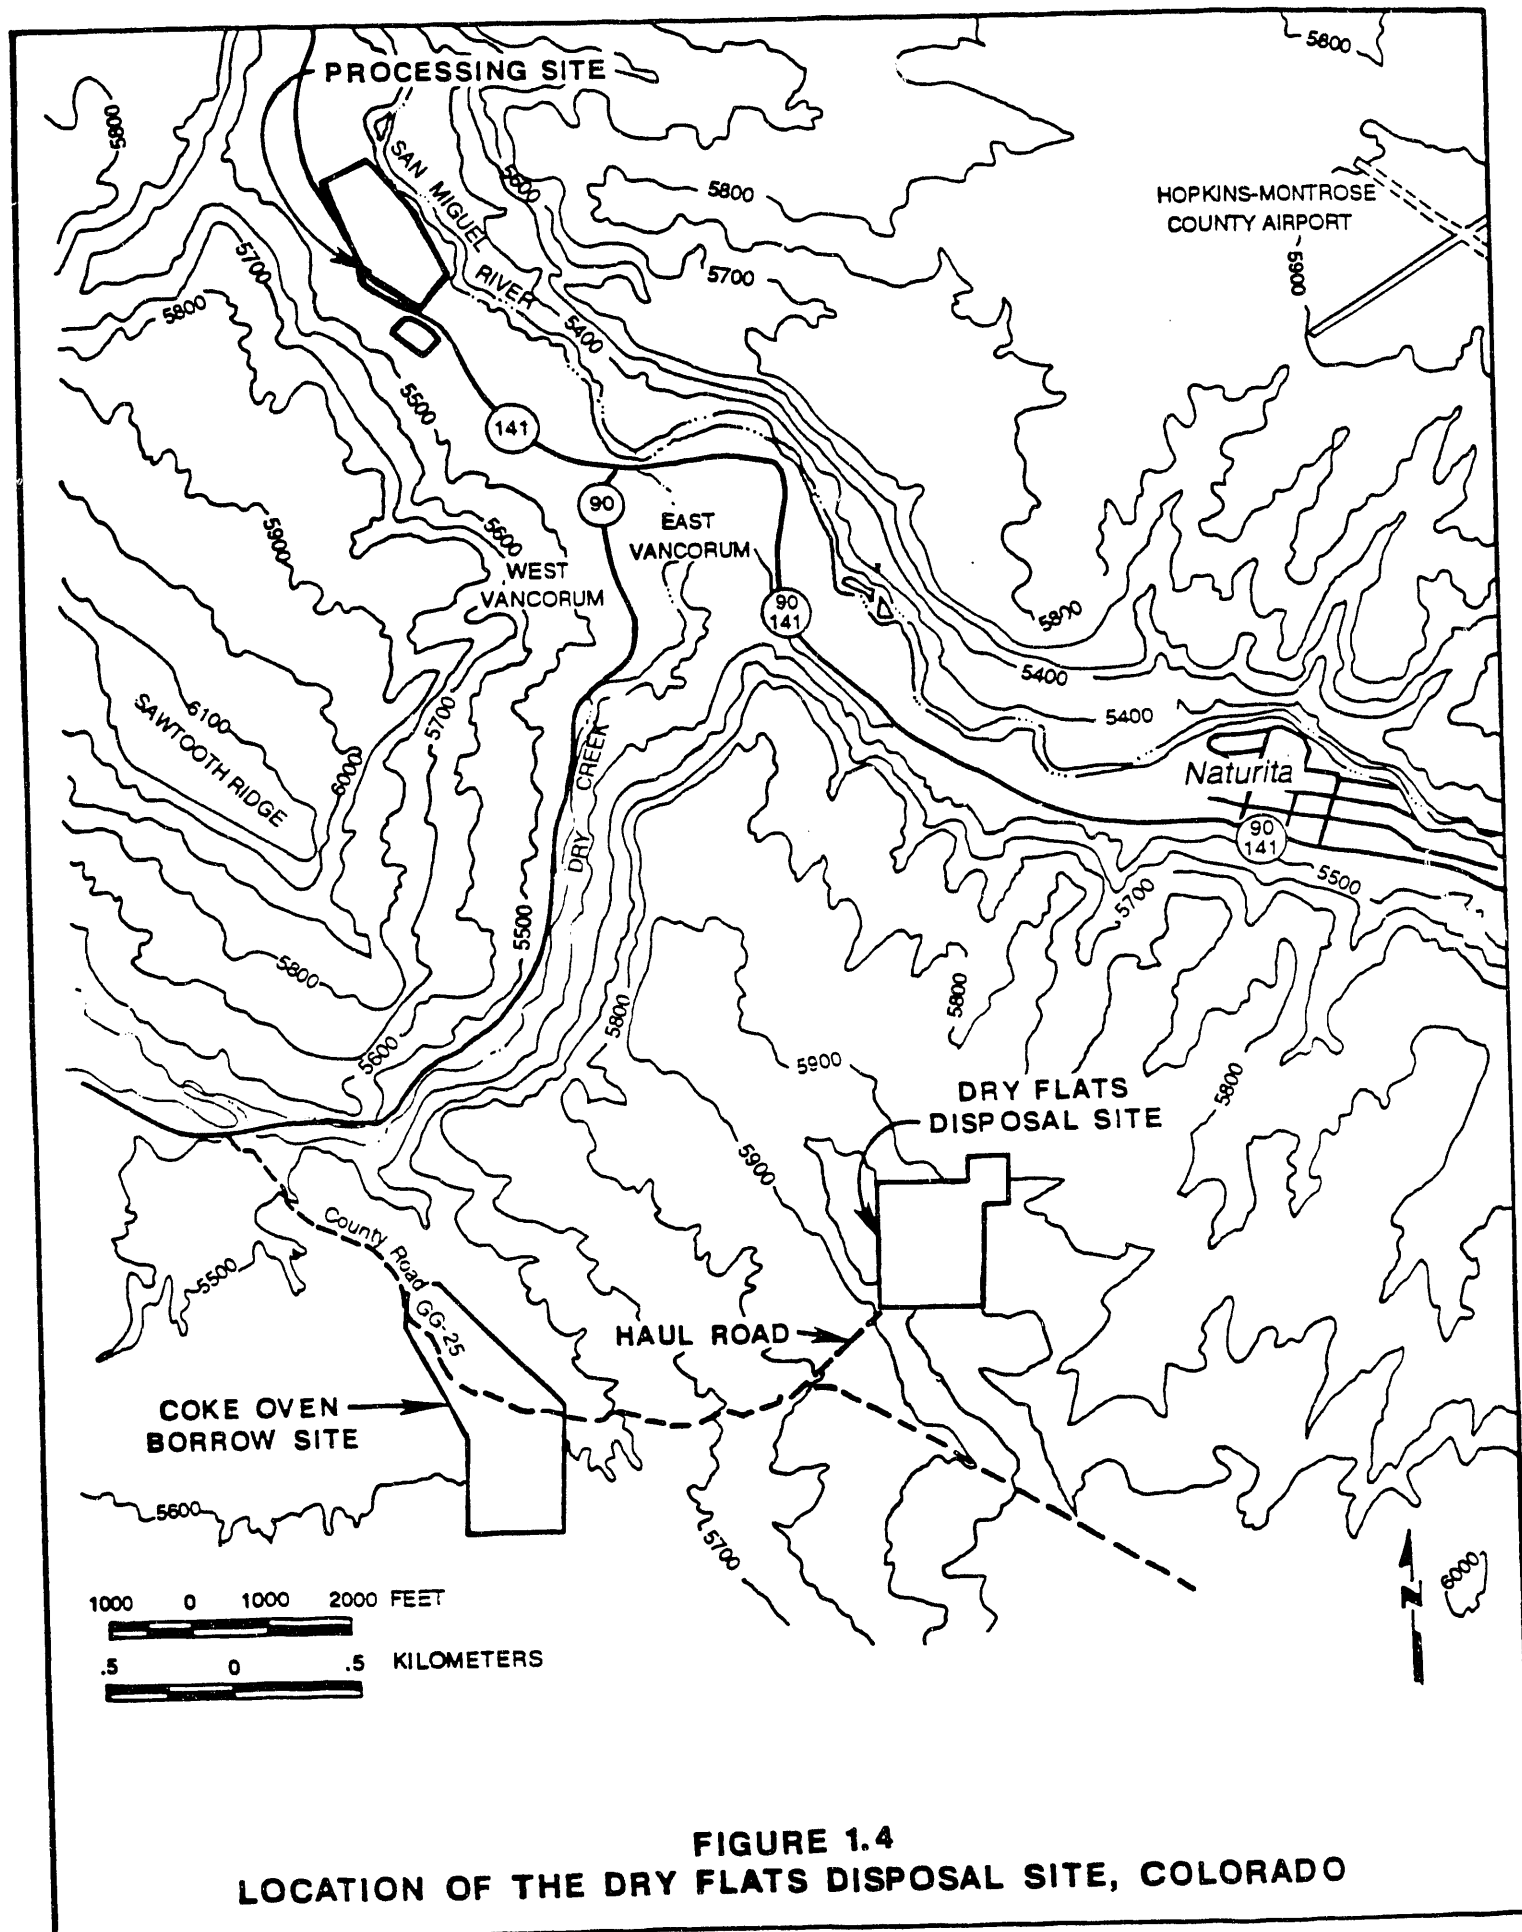 5800
PROCESSING SITE
5800
SAN MIGUEL
RIVER
5600
5800
HOPKINS-MONTROSE
COUNTY AIRPORT
5900
5700
5700
5800
5400
5500
141
90
5900
5600
EAST
VANCORUM
WEST
VANCORUM
90
141
5800
5400
5400
6100
SAWTOOTH RIDGE
5700
6000
DRY CREEK
Naturita
90
141
5500
5700
5500
5800
5800
5800
5600
5900
5800
DRY FLATS
DISPOSAL SITE
5900
County Road GG-25
5500
HAUL ROAD
COKE OVEN
BORROW SITE
5600
5700
6000
N
1000 0 1000 2000 FEET
.5 0 .5 KILOMETERS
FIGURE 1.4
LOCATION OF THE DRY FLATS DISPOSAL SITE, COLORADO